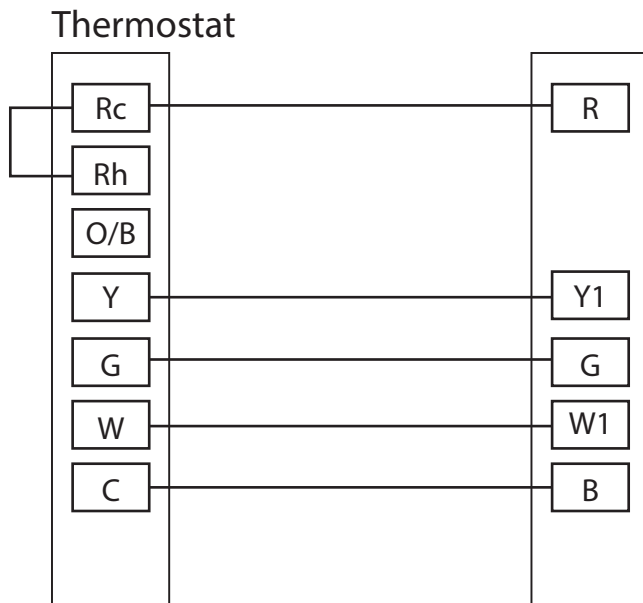 Thermostat
Rc R
Rh
O/B
Y Y1
G G
W W1
C B